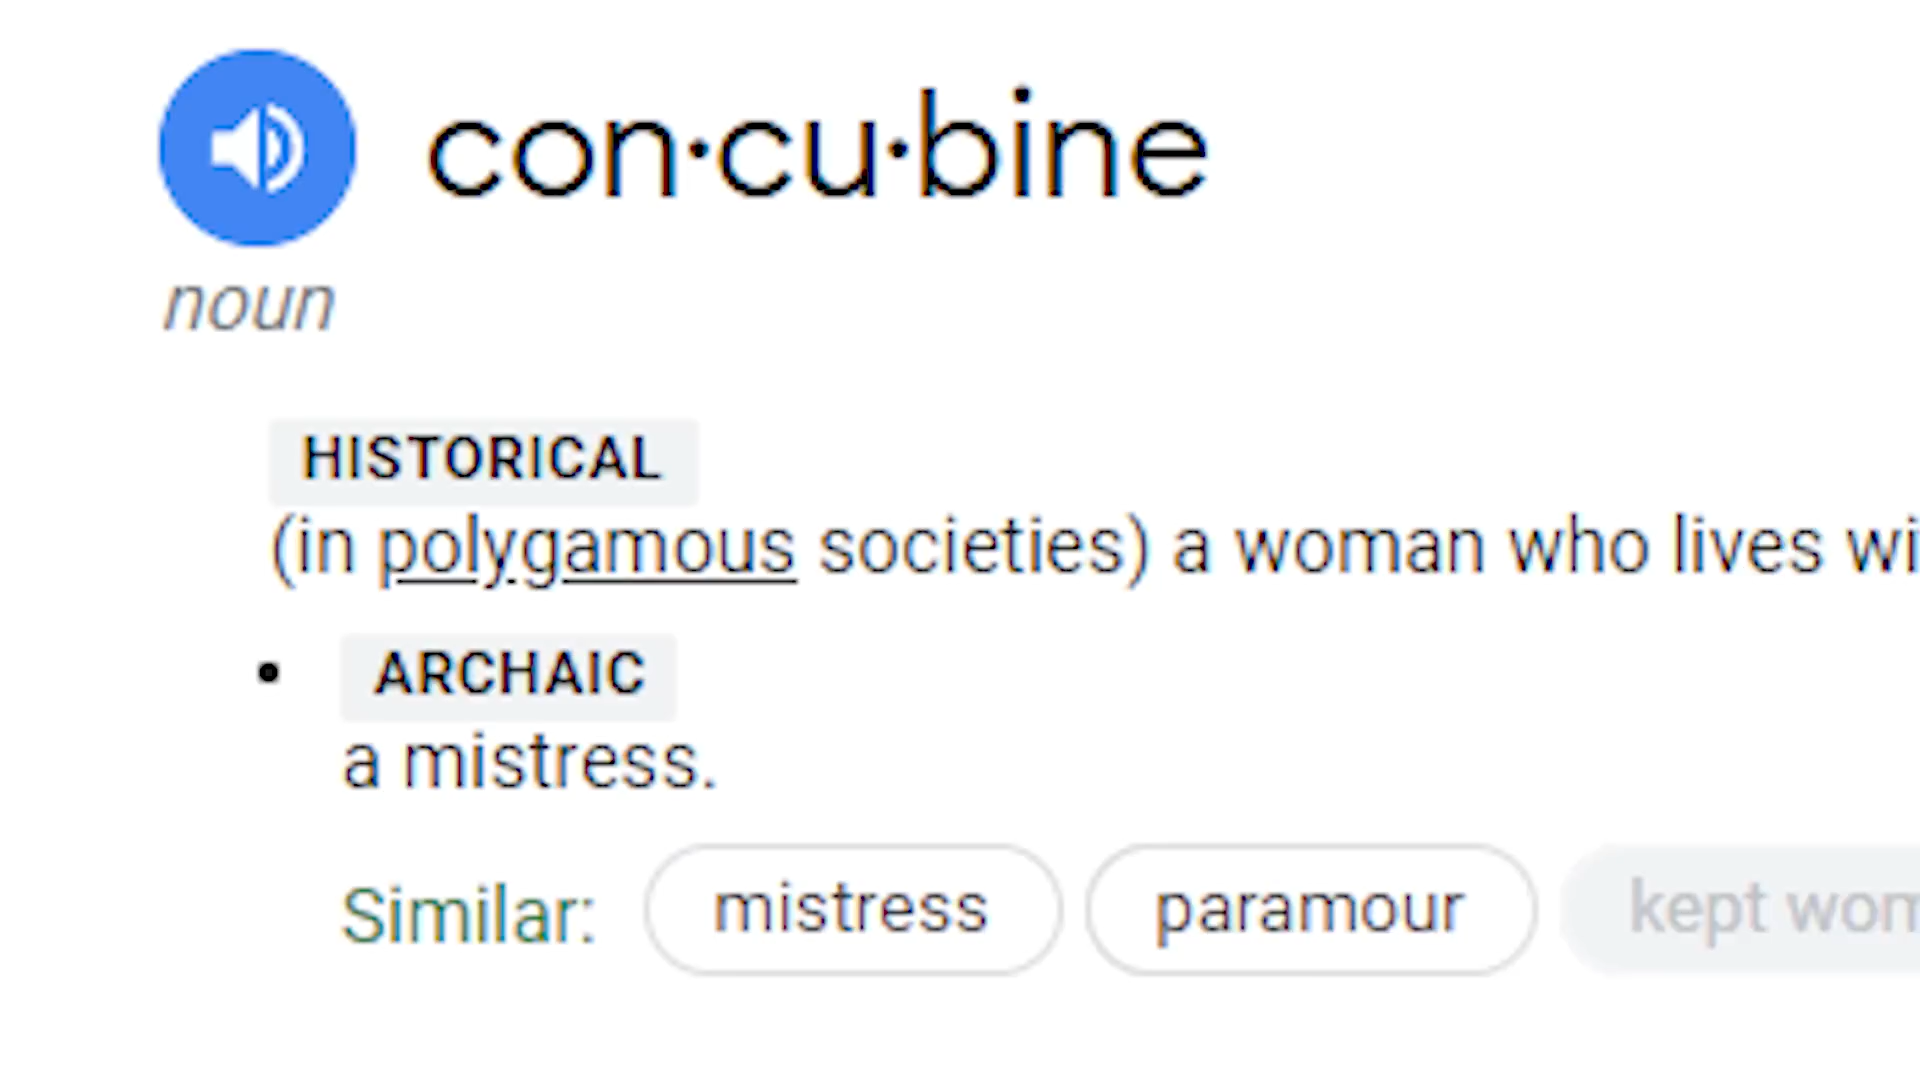 con·cu·bine
noun
HISTORICAL
(in polygamous societies) a woman who lives
ARCHAIC
a mistress.
Similar: mistress paramour kept